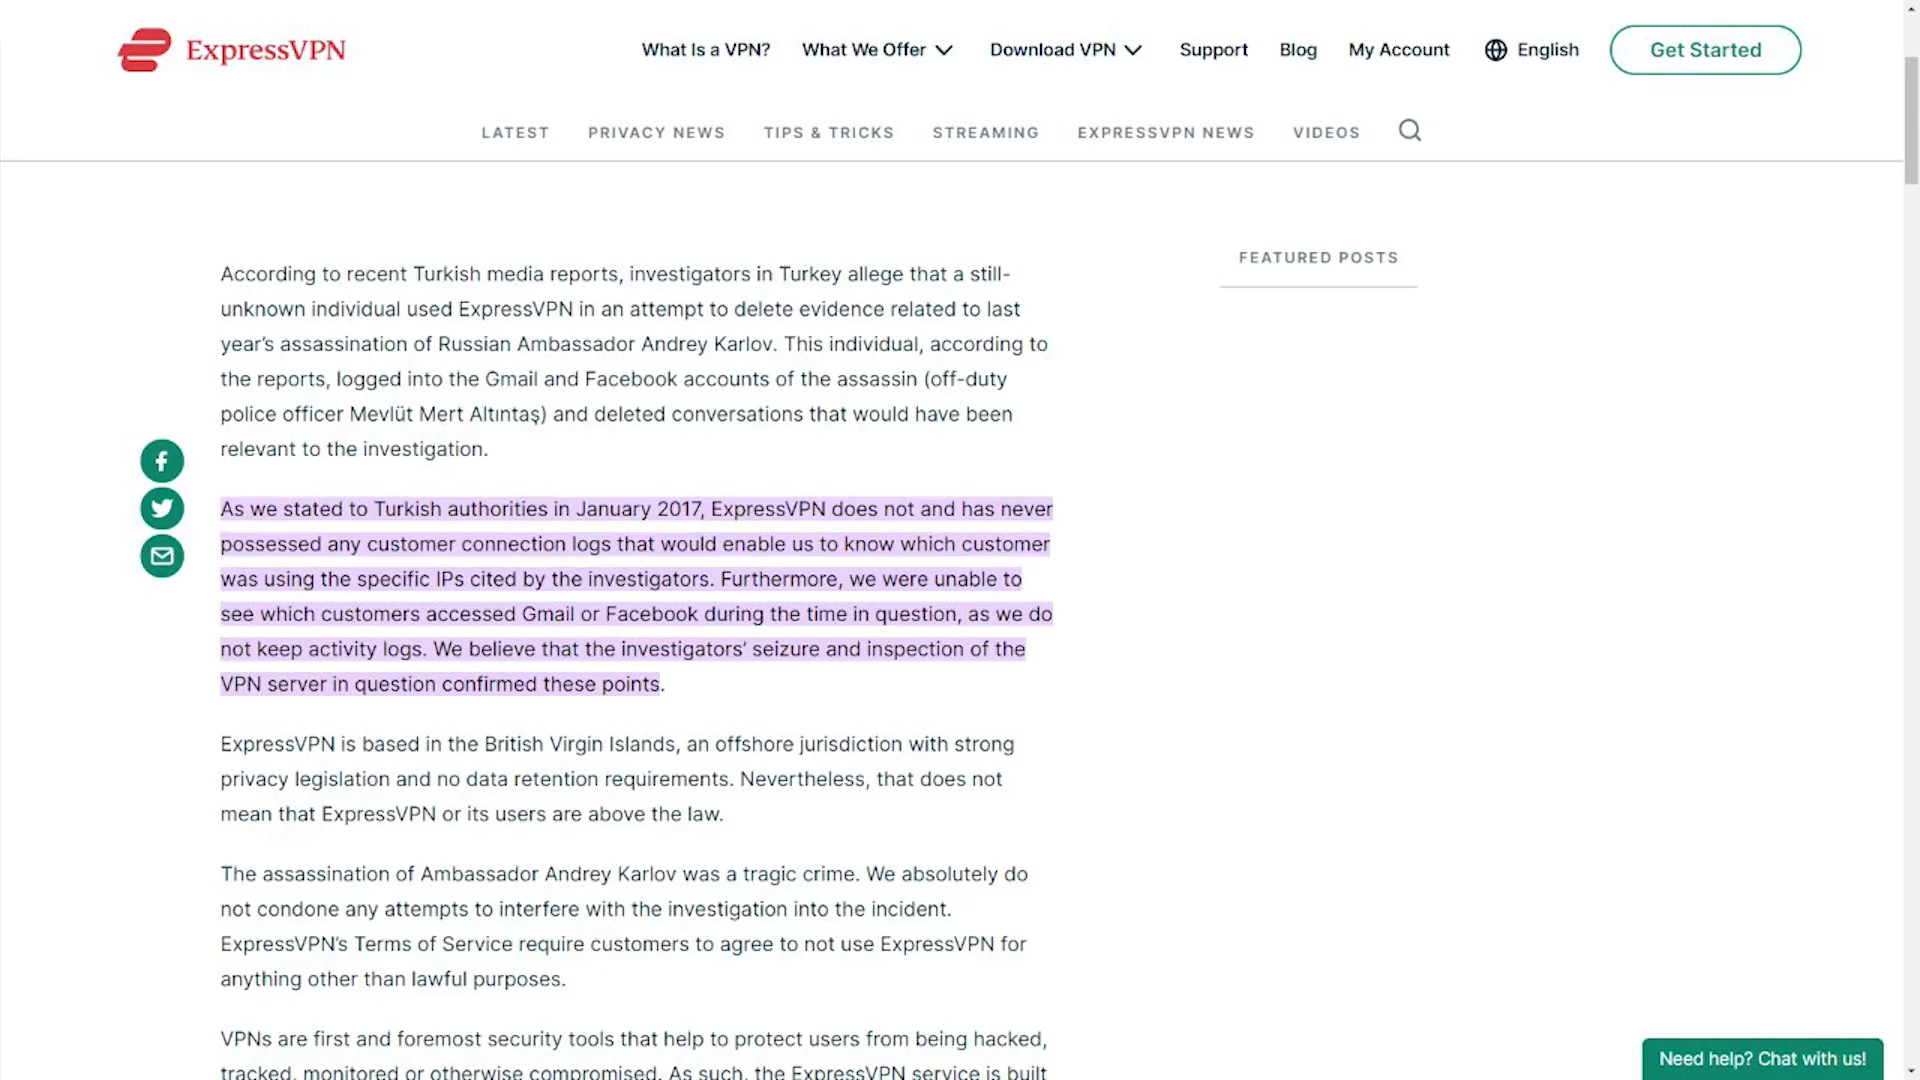 ExpressVPN
What Is a VPN? What We Offer Download VPN Support Blog My Account English Get Started
LATEST PRIVACY NEWS TIPS & TRICKS STREAMING EXPRESSVPN NEWS VIDEOS
FEATURED POSTS
According to recent Turkish media reports, investigators in Turkey allege that a still-
unknown individual used ExpressVPN in an attempt to delete evidence related to last
year’s assassination of Russian Ambassador Andrey Karlov. This individual, according to
the reports, logged into the Gmail and Facebook accounts of the assassin (off-duty
police officer Mevlüt Mert Altıntaş) and deleted conversations that would have been
relevant to the investigation.
As we stated to Turkish authorities in January 2017, ExpressVPN does not and has never
possessed any customer connection logs that would enable us to know which customer
was using the specific IPs cited by the investigators. Furthermore, we were unable to
see which customers accessed Gmail or Facebook during the time in question, as we do
not keep activity logs. We believe that the investigators’ seizure and inspection of the
VPN server in question confirmed these points.
ExpressVPN is based in the British Virgin Islands, an offshore jurisdiction with strong
privacy legislation and no data retention requirements. Nevertheless, that does not
mean that ExpressVPN or its users are above the law.
The assassination of Ambassador Andrey Karlov was a tragic crime. We absolutely do
not condone any attempts to interfere with the investigation into the incident.
ExpressVPN’s Terms of Service require customers to agree to not use ExpressVPN for
anything other than lawful purposes.
VPNs are first and foremost security tools that help to protect users from being hacked,
tracked, monitored or otherwise compromised. As such, the ExpressVPN service is built
Need help? Chat with us!